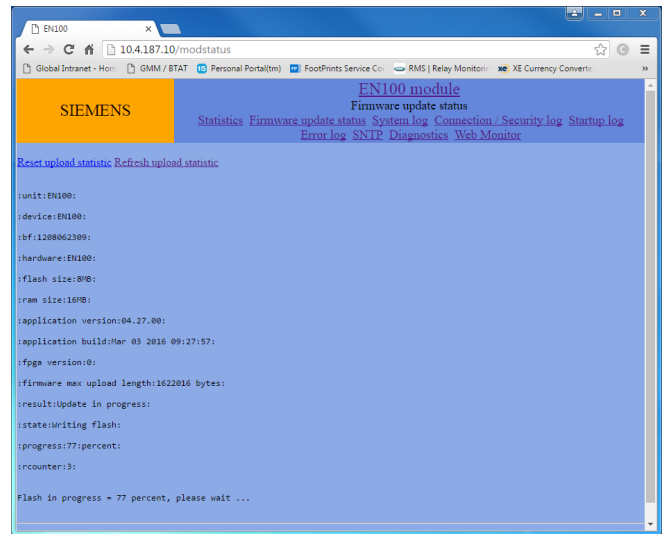 EN100
10.4.187.10/modstatus
Global Intranet - Hom GMM / BTAT Personal Portal(tm) FootPrints Service Cor RMS | Relay Monitorin XE Currency Converte »
SIEMENS
EN100 module
Firmware update status
Statistics Firmware update status System log Connection / Security log Startup log
Error log SNTP Diagnostics Web Monitor
Reset upload statistic Refresh upload statistic
:unit:EN100:
:device:EN100:
:bf:1208062309:
:hardware:EN100:
:flash size:8MB:
:ram size:16MB:
:application version:04.27.00:
:application build:Mar 03 2016 09:27:57:
:fpga version:0:
:firmware max upload length:1622016 bytes:
:result:Update in progress:
:state:Writing flash:
:progress:77:percent:
:rcounter:3:
Flash in progress = 77 percent, please wait ...